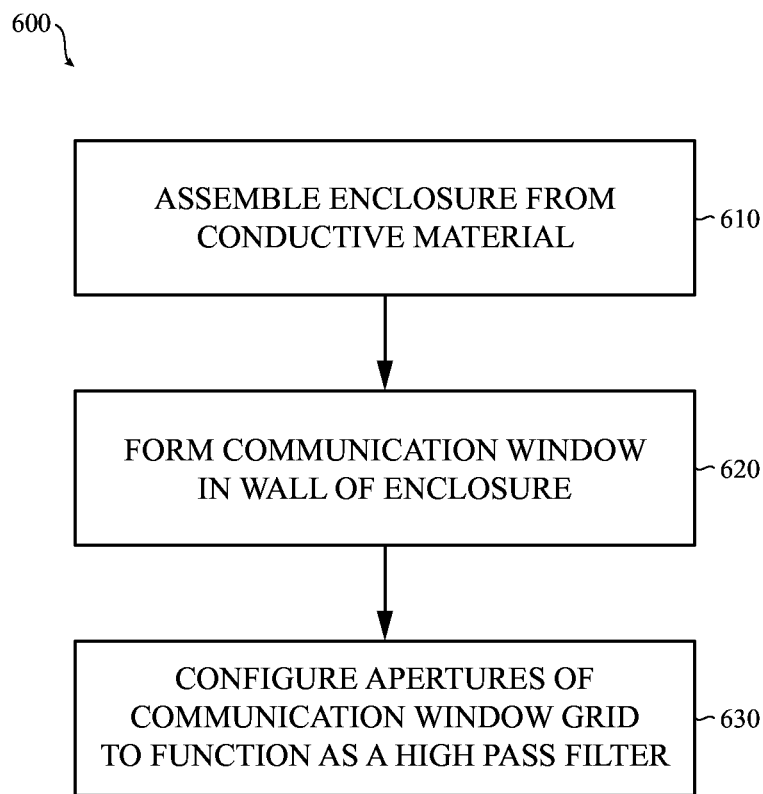 600
ASSEMBLE ENCLOSURE FROM
CONDUCTIVE MATERIAL
610
FORM COMMUNICATION WINDOW
IN WALL OF ENCLOSURE
620
CONFIGURE APERTURES OF
COMMUNICATION WINDOW GRID
TO FUNCTION AS A HIGH PASS FILTER
630